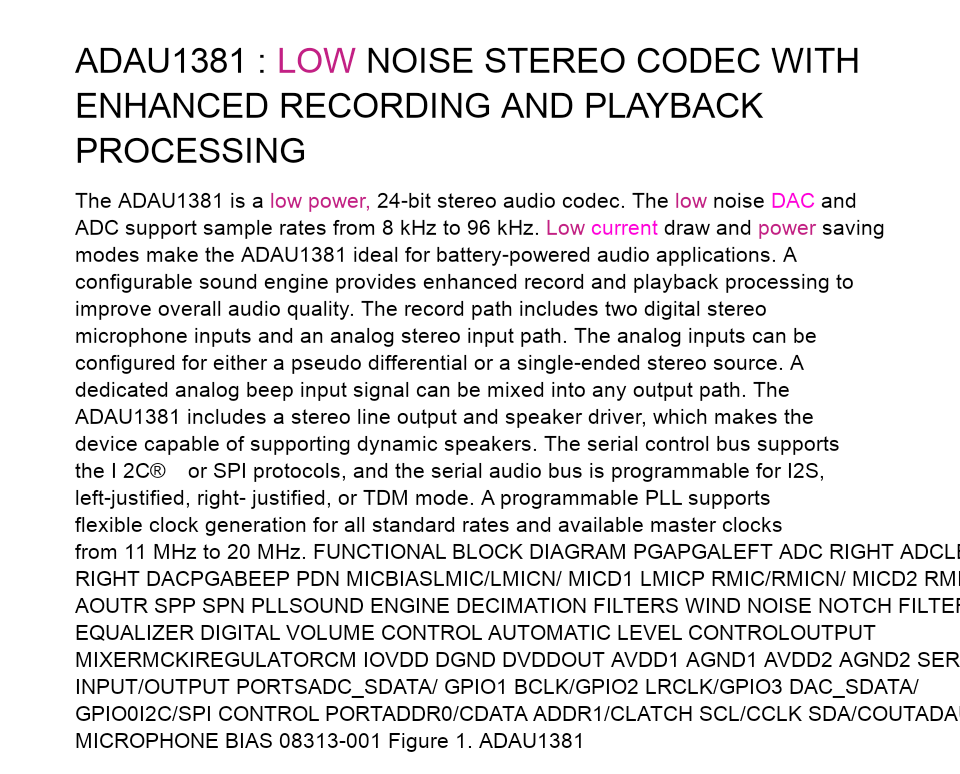 ADAU1381 : LOW NOISE STEREO CODEC WITH
ENHANCED RECORDING AND PLAYBACK
PROCESSING
The ADAU1381 is a low power, 24-bit stereo audio codec. The low noise DAC and
ADC support sample rates from 8 kHz to 96 kHz. Low current draw and power saving
modes make the ADAU1381 ideal for battery-powered audio applications. A
configurable sound engine provides enhanced record and playback processing to
improve overall audio quality. The record path includes two digital stereo
microphone inputs and an analog stereo input path. The analog inputs can be
configured for either a pseudo differential or a single-ended stereo source. A
dedicated analog beep input signal can be mixed into any output path. The
ADAU1381 includes a stereo line output and speaker driver, which makes the
device capable of supporting dynamic speakers. The serial control bus supports
the I 2C® or SPI protocols, and the serial audio bus is programmable for I2S,
left-justified, right- justified, or TDM mode. A programmable PLL supports
flexible clock generation for all standard rates and available master clocks
from 11 MHz to 20 MHz. FUNCTIONAL BLOCK DIAGRAM PGAPGALEFT ADC RIGHT
RIGHT DACPGABEEP PDN MICBIASLMIC/LMICN/ MICD1 LMICP RMIC/RMICN/ MICD2
AOUTR SPP SPN PLLSOUND ENGINE DECIMATION FILTERS WIND NOISE NOTCH
EQUALIZER DIGITAL VOLUME CONTROL AUTOMATIC LEVEL CONTROLOUTPUT
MIXERMCKIREGULATORCM IOVDD DGND DVDDOUT AVDD1 AGND1 AVDD2 AGND2
INPUT/OUTPUT PORTSADC_SDATA/ GPIO1 BCLK/GPIO2 LRCLK/GPIO3 DAC_SDATA/
GPIO0I2C/SPI CONTROL PORTADDR0/CDATA ADDR1/CLATCH SCL/CCLK
MICROPHONE BIAS 08313-001 Figure 1. ADAU1381